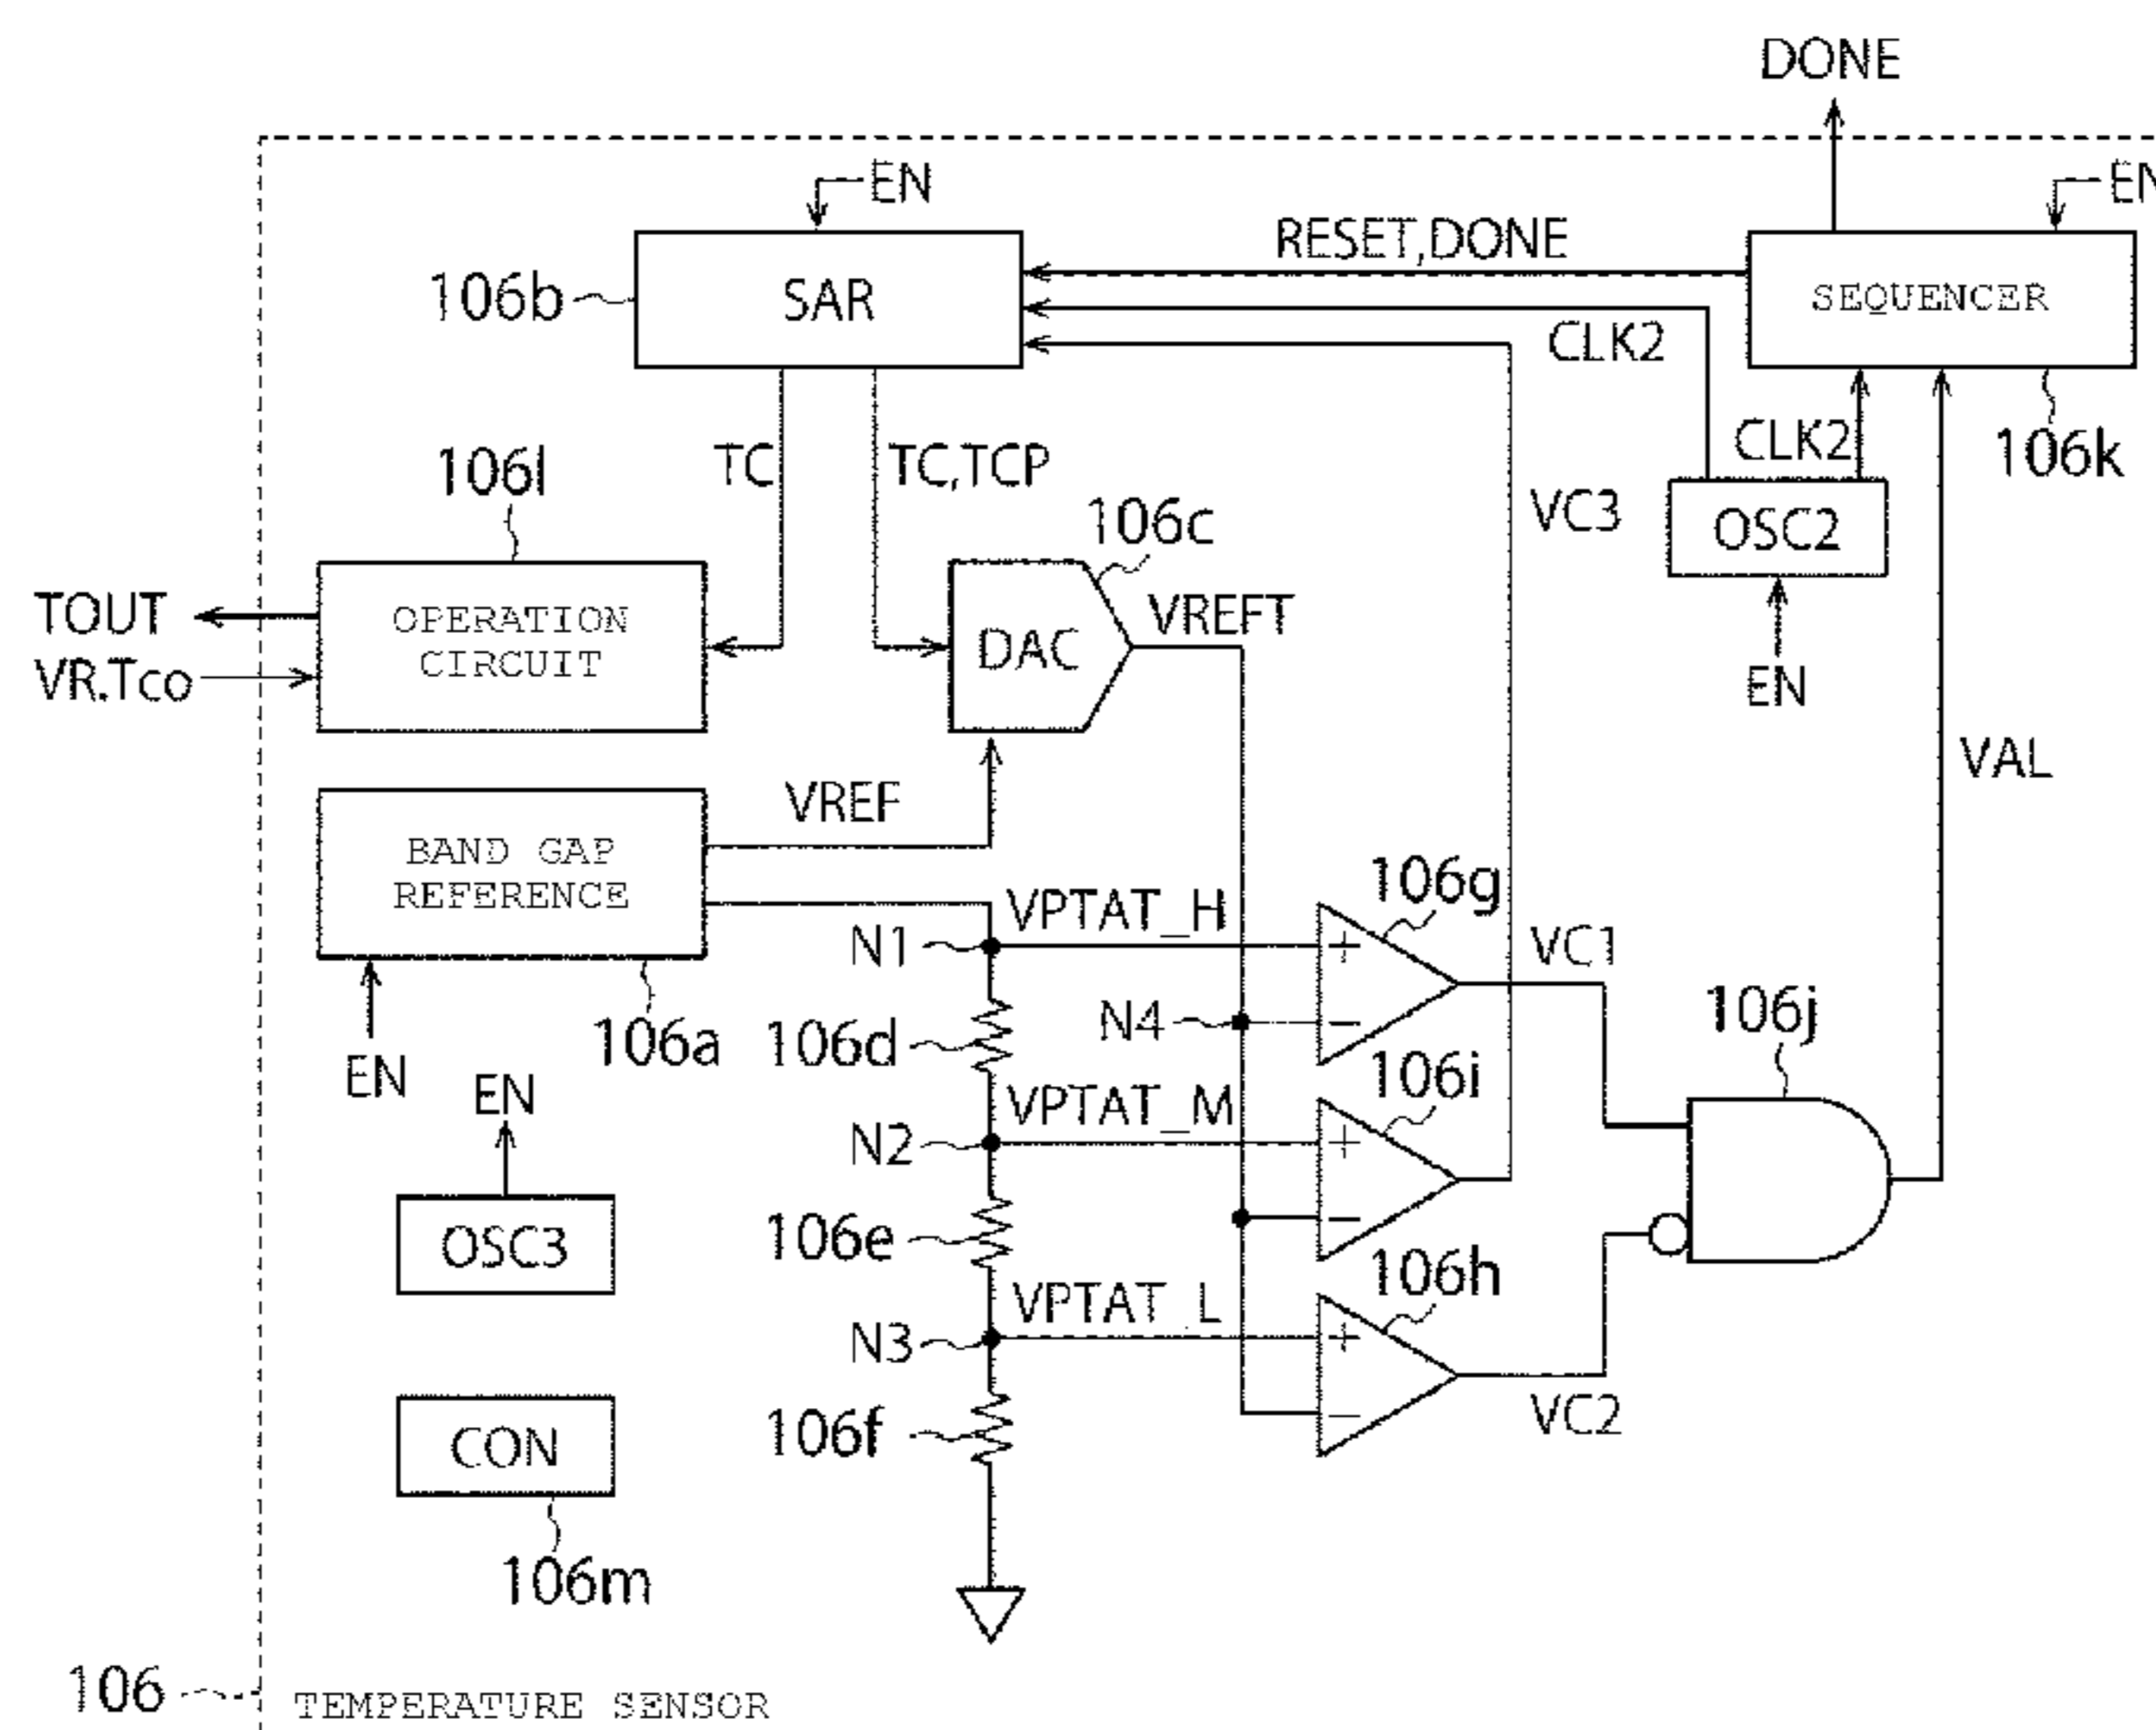 DONE
EN
EN
RESET,DONE
106b
SAR
SEQUENCER
CLK2
TC
TC,TCP
CLK2
106k
106l
VC3
OSC2
106c
TOUT
OPERATION
CIRCUIT
DAC
VREFT
VR.Tco
EN
VAL
VREF
BAND GAP
REFERENCE
VPTAT_H
106g
N1
+
VC1
106j
EN
106a
106d
N4
−
EN
106i
VPTAT_M
N2
+
106e
−
OSC3
106h
VPTAT_L
N3
+
106f
−
VC2
CON
106m
106
TEMPERATURE SENSOR